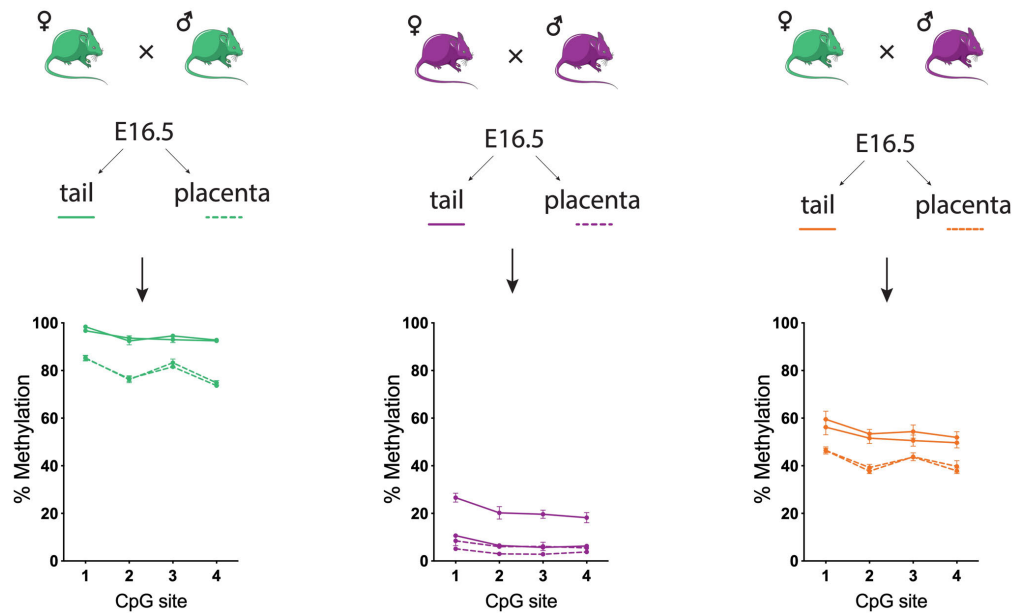 ♀ × ♂
E16.5
tail placenta
100
80
60
40
20
0
% Methylation
1 2 3 4
CpG site
♀ × ♂
E16.5
tail placenta
100
80
60
40
20
0
% Methylation
1 2 3 4
CpG site
♀ × ♂
E16.5
tail placenta
100
80
60
40
20
0
% Methylation
1 2 3 4
CpG site